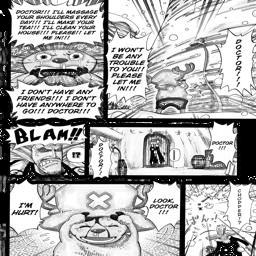 DOCTOR!!! I'LL MASSAGE
YOUR SHOULDERS EVERY
DAY!! I'LL MAKE YOUR
TEA!!! I'LL CLEAN YOUR
HOUSE!!! PLEASE!! LET
ME IN!!!
I DON'T HAVE ANY
FRIENDS!!! I DON'T
HAVE ANYWHERE TO
GO!!! DOCTOR!!!
I WON'T
BE ANY
TROUBLE
TO YOU!!
PLEASE
LET ME
IN!!!
DOCTOR!
BLAM!!
!?
DOCTOR!
DOCTOR
!!!
I'M
HURT!
LOOK,
DOCTOR
!!!
CHOPPER!